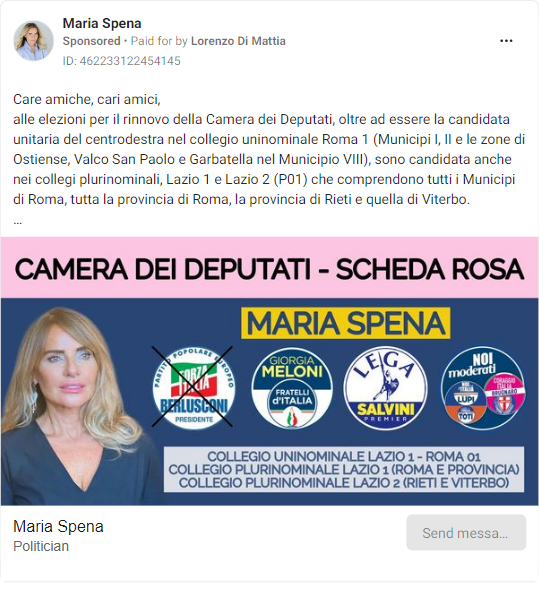 Maria Spena
Sponsored • Paid for by Lorenzo Di Mattia
ID: 462233122454145
Care amiche, cari amici,
alle elezioni per il rinnovo della Camera dei Deputati, oltre ad essere la candidata
unitaria del centrodestra nel collegio uninominale Roma 1 (Municipi I, II e le zone di
Ostiense, Valco San Paolo e Garbatella nel Municipio VIII), sono candidata anche
nei collegi plurinominali, Lazio 1 e Lazio 2 (P01) che comprendono tutti i Municipi
di Roma, tutta la provincia di Roma, la provincia di Rieti e quella di Viterbo.
...
CAMERA DEI DEPUTATI - SCHEDA ROSA
MARIA SPENA
PARTITO POPOLARE EUROPEO
FORZA
ITALIA
BERLUSCONI
PRESIDENTE
GIORGIA
MELONI
FRATELLI
d'ITALIA
LEGA
SALVINI
PREMIER
NOI
moderati
NOI CON
L'ITALIA
LUPI
CORAGGIO
ITALIA
BRUGNARO
TOTI
COLLEGIO UNINOMINALE LAZIO 1 - ROMA 01
COLLEGIO PLURINOMINALE LAZIO 1 (ROMA E PROVINCIA)
COLLEGIO PLURINOMINALE LAZIO 2 (RIETI E VITERBO)
Maria Spena
Politician
Send messa...